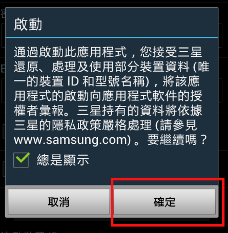 啟動
通過啟動此應用程式,您接受三星
還原、處理及使用部分裝置資料 (唯
一的裝置 ID 和型號名稱),將該應
用程式的啟動向應用程式軟件的授
權者彙報。三星持有的資料將依據
三星的隱私政策嚴格處理 (請參見
www.samsung.com) 。要繼續嗎?
總是顯示
取消
確定